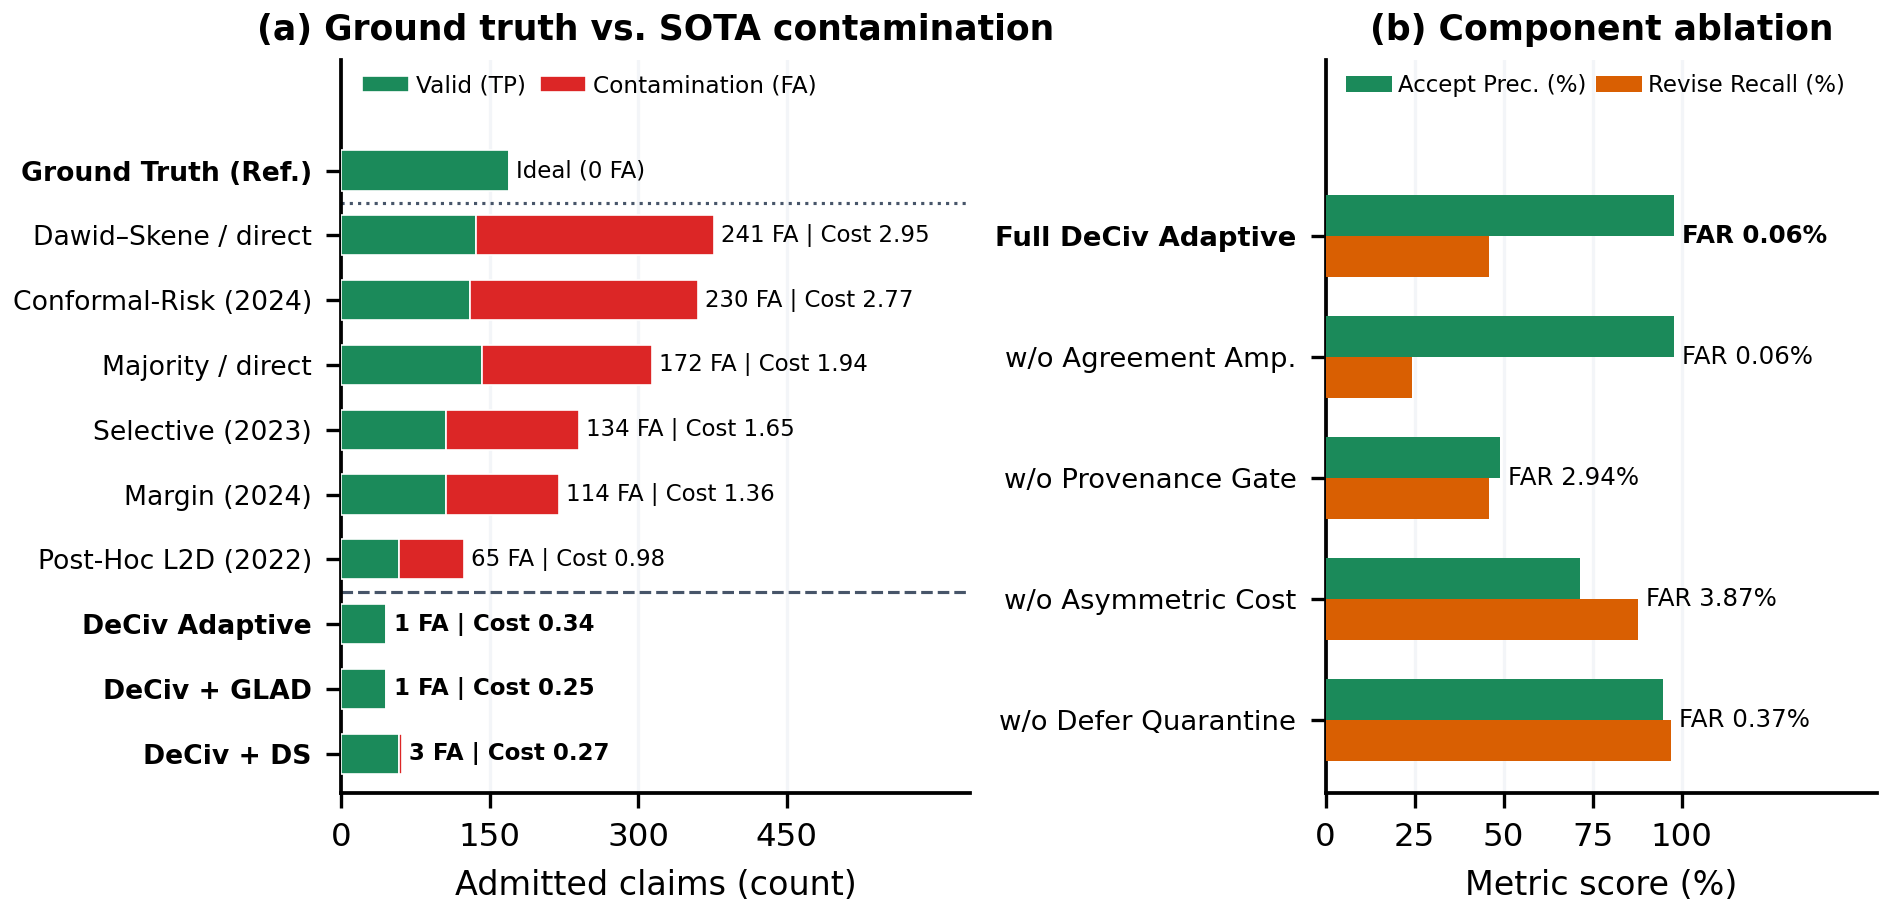 (a) Ground truth vs. SOTA contamination
Valid (TP)
Contamination (FA)
Ground Truth (Ref.)
Ideal (0 FA)
Dawid–Skene / direct
241 FA | Cost 2.95
Conformal-Risk (2024)
230 FA | Cost 2.77
Majority / direct
172 FA | Cost 1.94
Selective (2023)
134 FA | Cost 1.65
Margin (2024)
114 FA | Cost 1.36
Post-Hoc L2D (2022)
65 FA | Cost 0.98
DeCiv Adaptive
1 FA | Cost 0.34
DeCiv + GLAD
1 FA | Cost 0.25
DeCiv + DS
3 FA | Cost 0.27
0 150 300 450
Admitted claims (count)
(b) Component ablation
Accept Prec. (%)
Revise Recall (%)
Full DeCiv Adaptive
FAR 0.06%
w/o Agreement Amp.
FAR 0.06%
w/o Provenance Gate
FAR 2.94%
w/o Asymmetric Cost
FAR 3.87%
w/o Defer Quarantine
FAR 0.37%
0 25 50 75 100
Metric score (%)